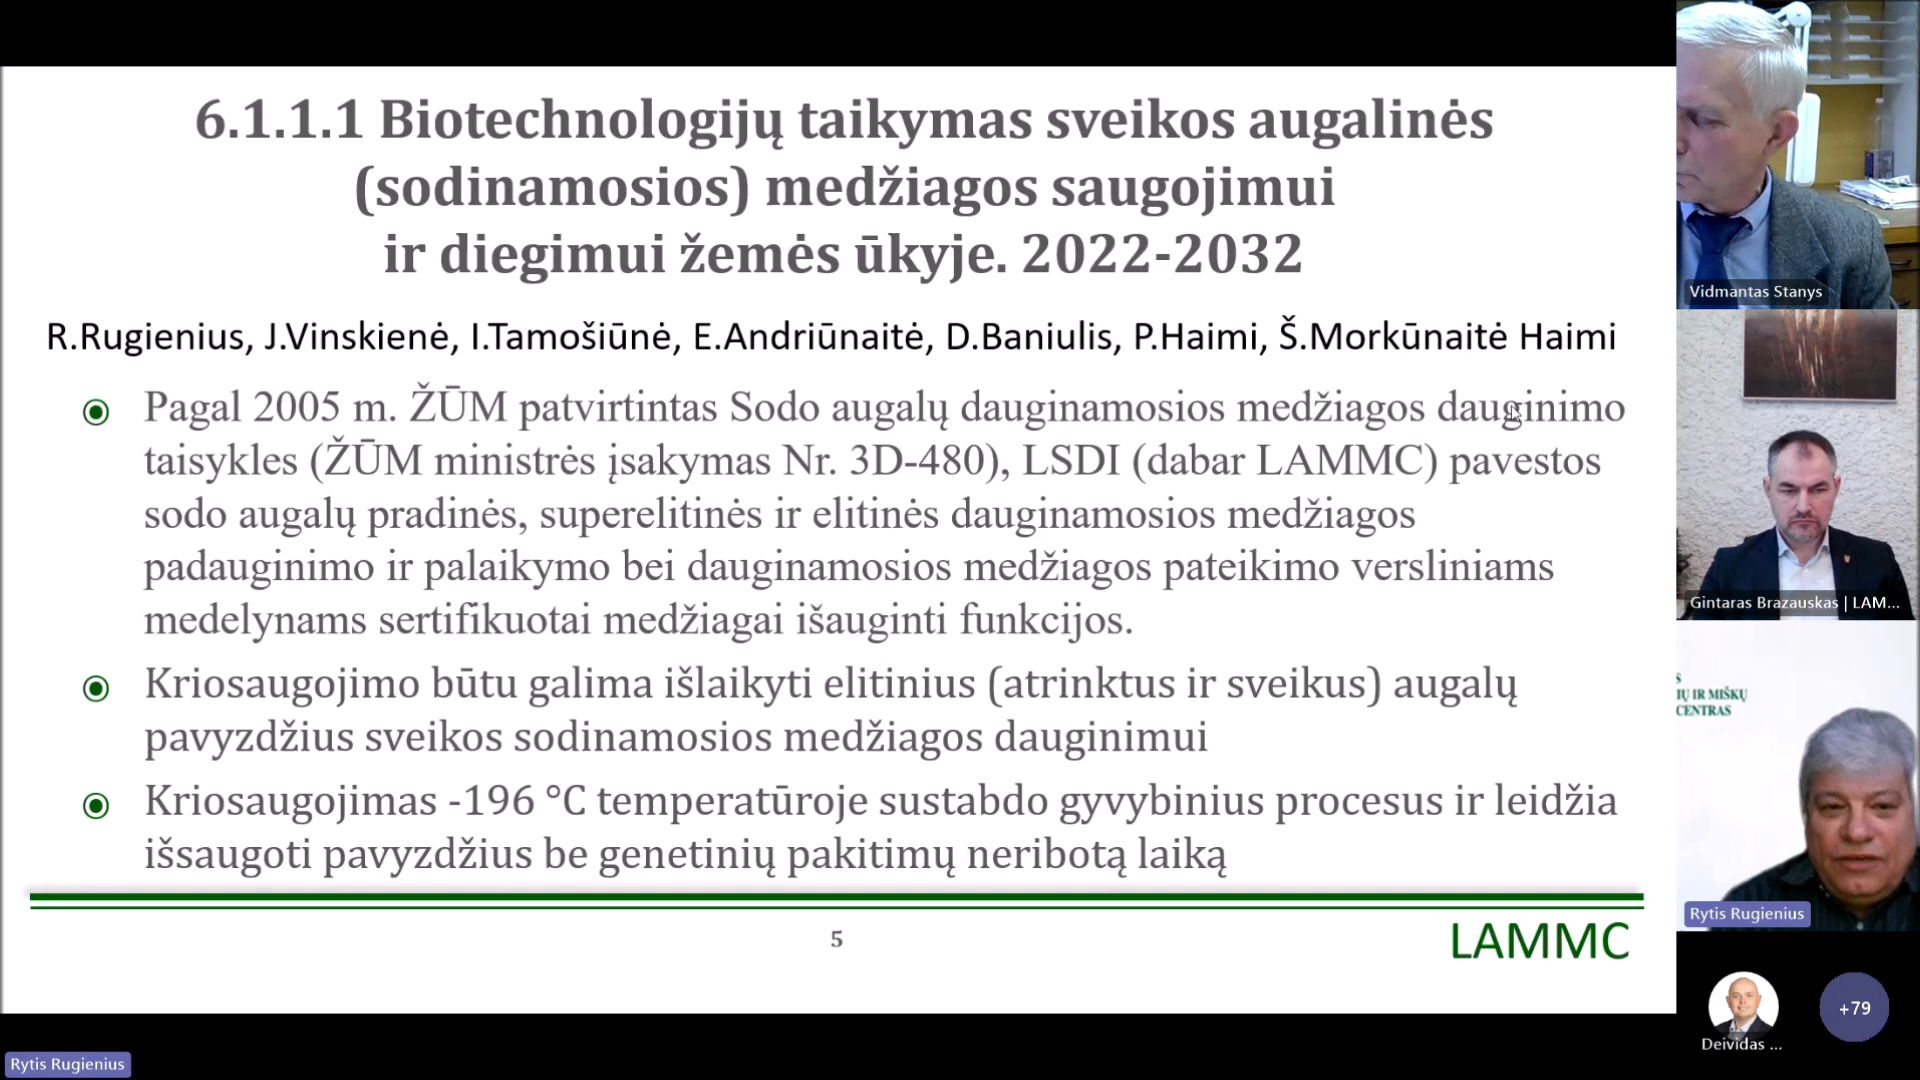 6.1.1.1 Biotechnologijų taikymas sveikos augalinės
(sodinamosios) medžiagos saugojimui
ir diegimui žemės ūkyje. 2022-2032
R.Rugienius, J.Vinskienė, I.Tamošiūnė, E.Andriūnaitė, D.Baniulis, P.Haimi, Š.Morkūnaitė Haimi
Pagal 2005 m. ŽŪM patvirtintas Sodo augalų dauginamosios medžiagos dauginimo
taisykles (ŽŪM ministrės įsakymas Nr. 3D-480), LSDI (dabar LAMMC) pavestos
sodo augalų pradinės, superelitinės ir elitinės dauginamosios medžiagos
padauginimo ir palaikymo bei dauginamosios medžiagos pateikimo versliniams
medelynams sertifikuotai medžiagai išauginti funkcijos.
Kriosaugojimo būtu galima išlaikyti elitinius (atrinktus ir sveikus) augalų
pavyzdžius sveikos sodinamosios medžiagos dauginimui
Kriosaugojimas -196 °C temperatūroje sustabdo gyvybinius procesus ir leidžia
išsaugoti pavyzdžius be genetinių pakitimų neribotą laiką
5
LAMMC
Rytis Rugienius
Vidmantas Stanys
Gintaras Brazauskas | LAM...
S
IŲ IR MIŠKŲ
CENTRAS
Rytis Rugienius
Deividas ...
+79